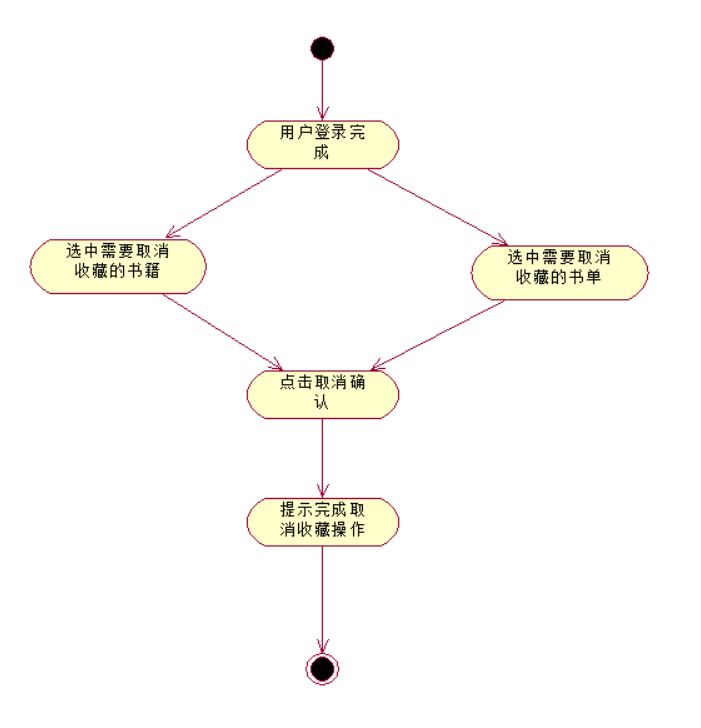 用户登录完
成
选中需要取消
收藏的书籍
选中需要取消
收藏的书单
点击取消确
认
提示完成取
消收藏操作